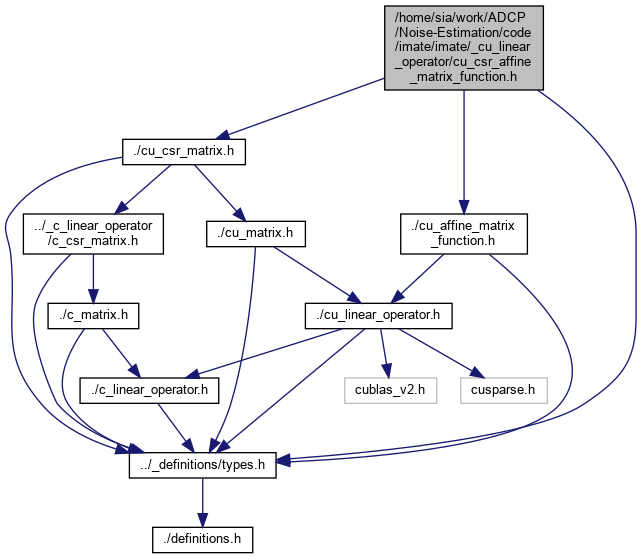 /home/sia/work/ADCP
/Noise-Estimation/code
/imate/imate/_cu_linear
_operator/cu_csr_affine
_matrix_function.h
./cu_csr_matrix.h
../_c_linear_operator
/c_csr_matrix.h
./cu_matrix.h
./cu_affine_matrix
_function.h
./c_matrix.h
./cu_linear_operator.h
./c_linear_operator.h
cublas_v2.h
cusparse.h
../_definitions/types.h
./definitions.h